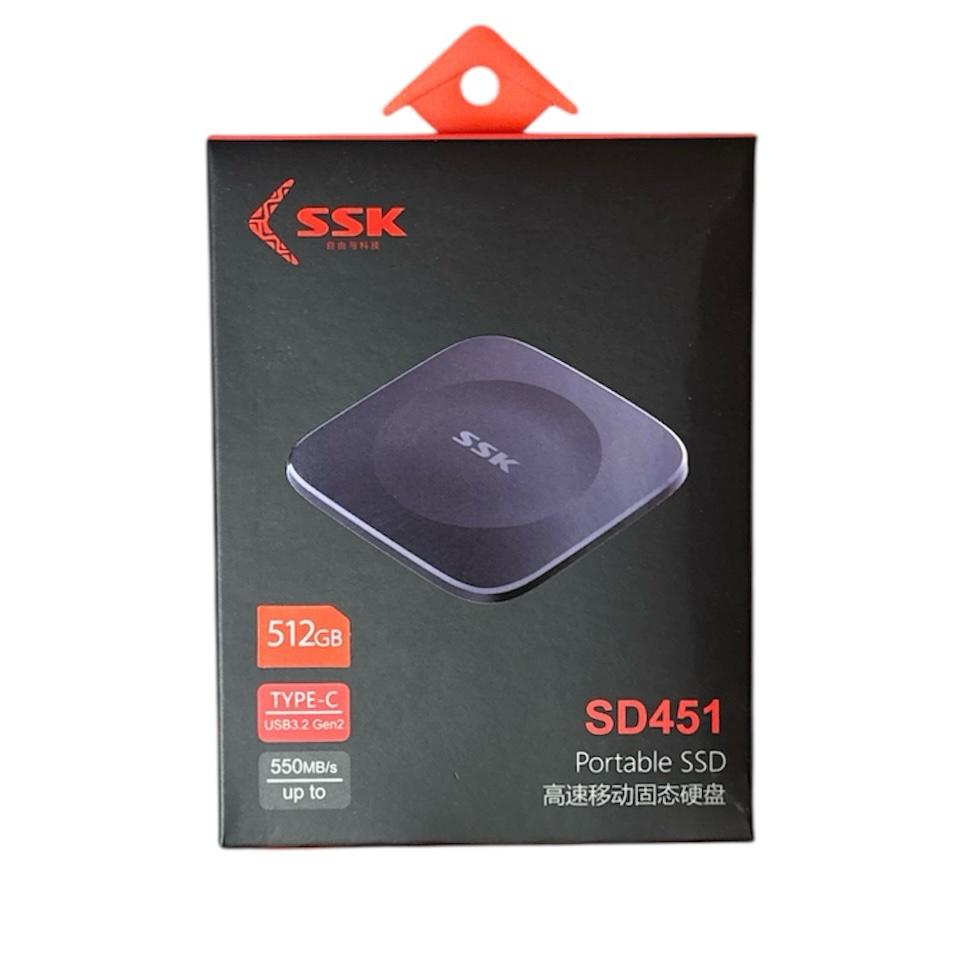 SSK
自由与科技
SSK
512GB
TYPE-C
USB3.2 Gen2
550MB/s
up to
SD451
Portable SSD
高速移动固态硬盘